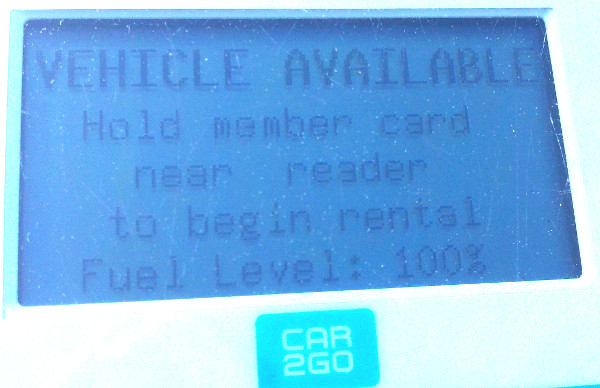 VEHICLE AVAILABLE
Hold member card
near reader
to begin rental
Fuel Level: 100%
CAR
2GO